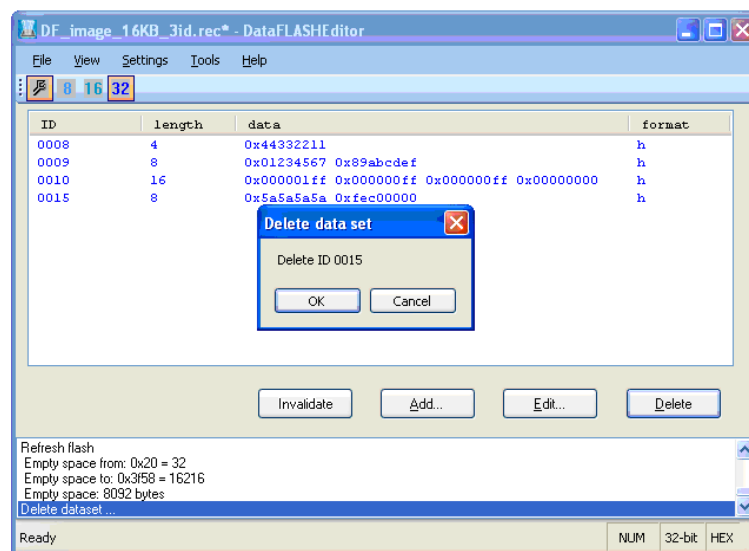 DF_image_16KB_3id.rec* - DataFLASHEditor
File View Settings Tools Help
8 16 32
ID length data format
0008 4 0x44332211 h
0009 8 0x01234567 0x89abcdef h
0010 16 0x000001ff 0x000000ff 0x000000ff 0x00000000 h
0015 8 0x5a5a5a5a 0xfec00000 h
Delete data set
Delete ID 0015
OK Cancel
Invalidate Add... Edit... Delete
Refresh flash
Empty space from: 0x20 = 32
Empty space to: 0x3f58 = 16216
Empty space: 8092 bytes
Delete dataset ...
Ready NUM 32-bit HEX